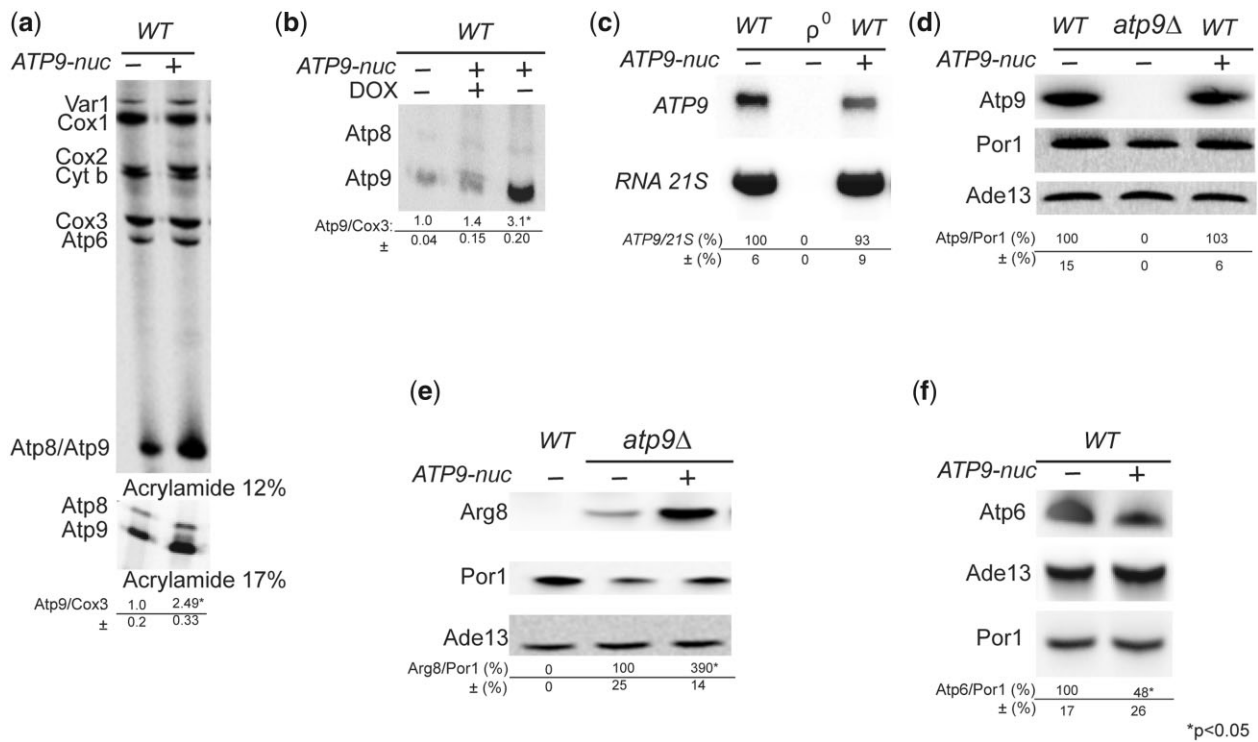 (a)
WT
ATP9-nuc − +
Var1
Cox1
Cox2
Cyt b
Cox3
Atp6
Atp8/Atp9
Acrylamide 12%
Atp8
Atp9
Acrylamide 17%
Atp9/Cox3 1.0 2.49*
± 0.2 0.33
(b)
WT
ATP9-nuc − + +
DOX − + −
Atp8
Atp9
Atp9/Cox3: 1.0 1.4 3.1*
± 0.04 0.15 0.20
(c)
WT ρ⁰ WT
ATP9-nuc − − +
ATP9
RNA 21S
ATP9/21S (%) 100 0 93
± (%) 6 0 9
(d)
WT atp9Δ WT
ATP9-nuc − − +
Atp9
Por1
Ade13
Atp9/Por1 (%) 100 0 103
± (%) 15 0 6
(e)
WT atp9Δ
ATP9-nuc − − +
Arg8
Por1
Ade13
Arg8/Por1 (%) 0 100 390*
± (%) 0 25 14
(f)
WT
ATP9-nuc − +
Atp6
Ade13
Por1
Atp6/Por1 (%) 100 48*
± (%) 17 26
*p<0.05